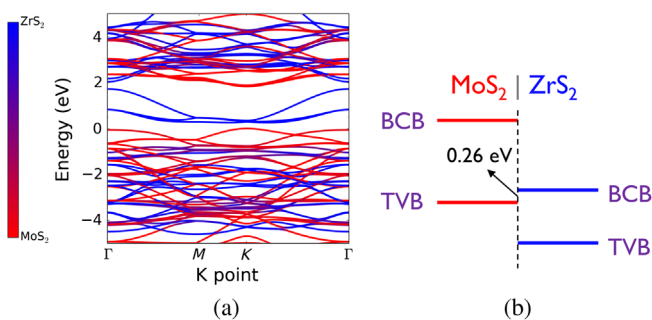 ZrS₂
MoS₂
Energy (eV)
4
2
0
−2
−4
Γ
M
K
Γ
K point
(a)
MoS₂ | ZrS₂
BCB
0.26 eV
TVB
BCB
TVB
(b)